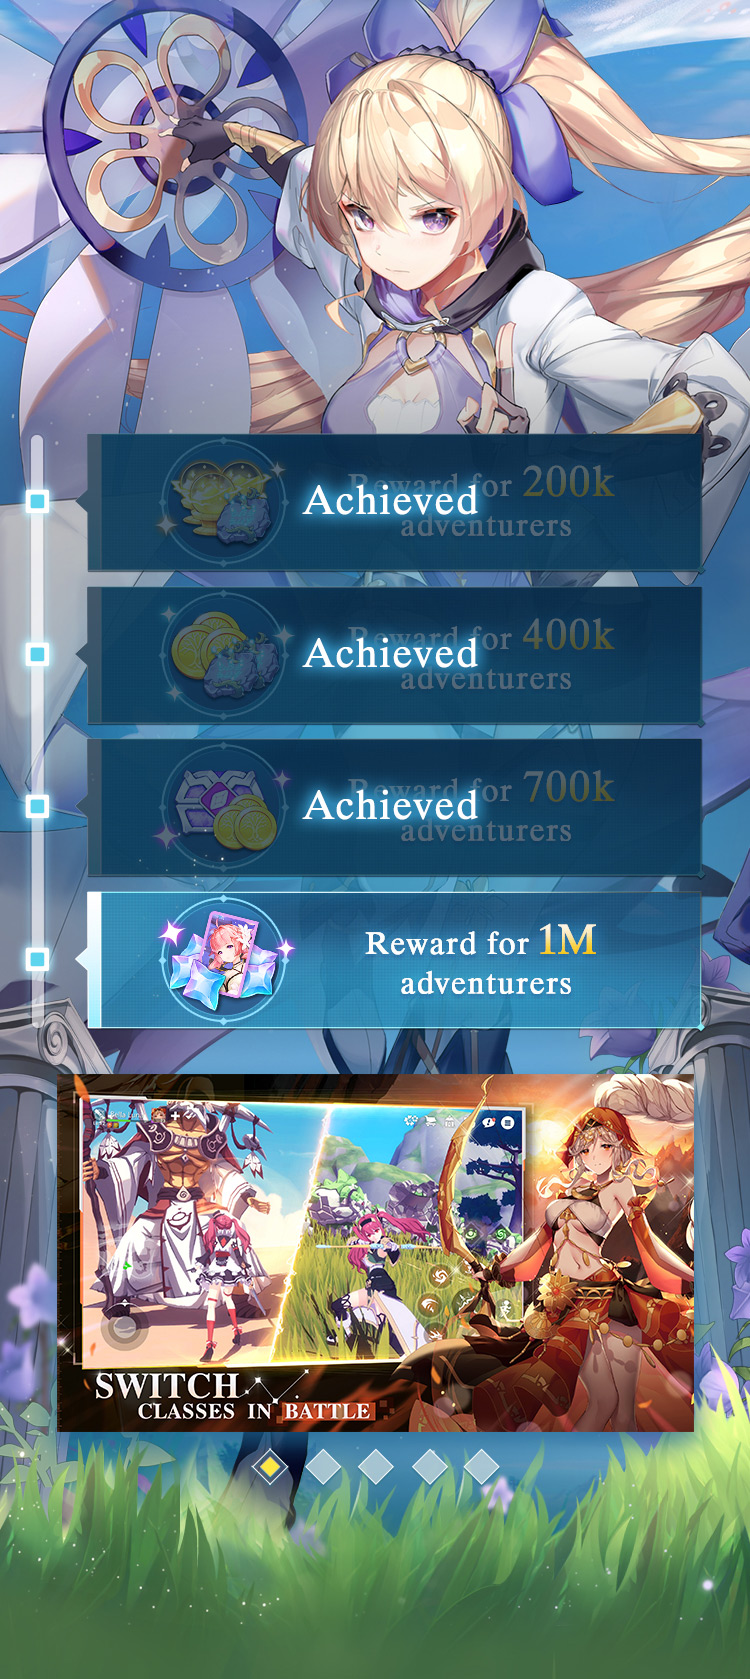 Reward for 200k
Achieved
adventurers
Reward for 400k
Achieved
adventurers
Reward for 700k
Achieved
adventurers
Reward for 1M
adventurers
SWITCH
CLASSES IN BATTLE